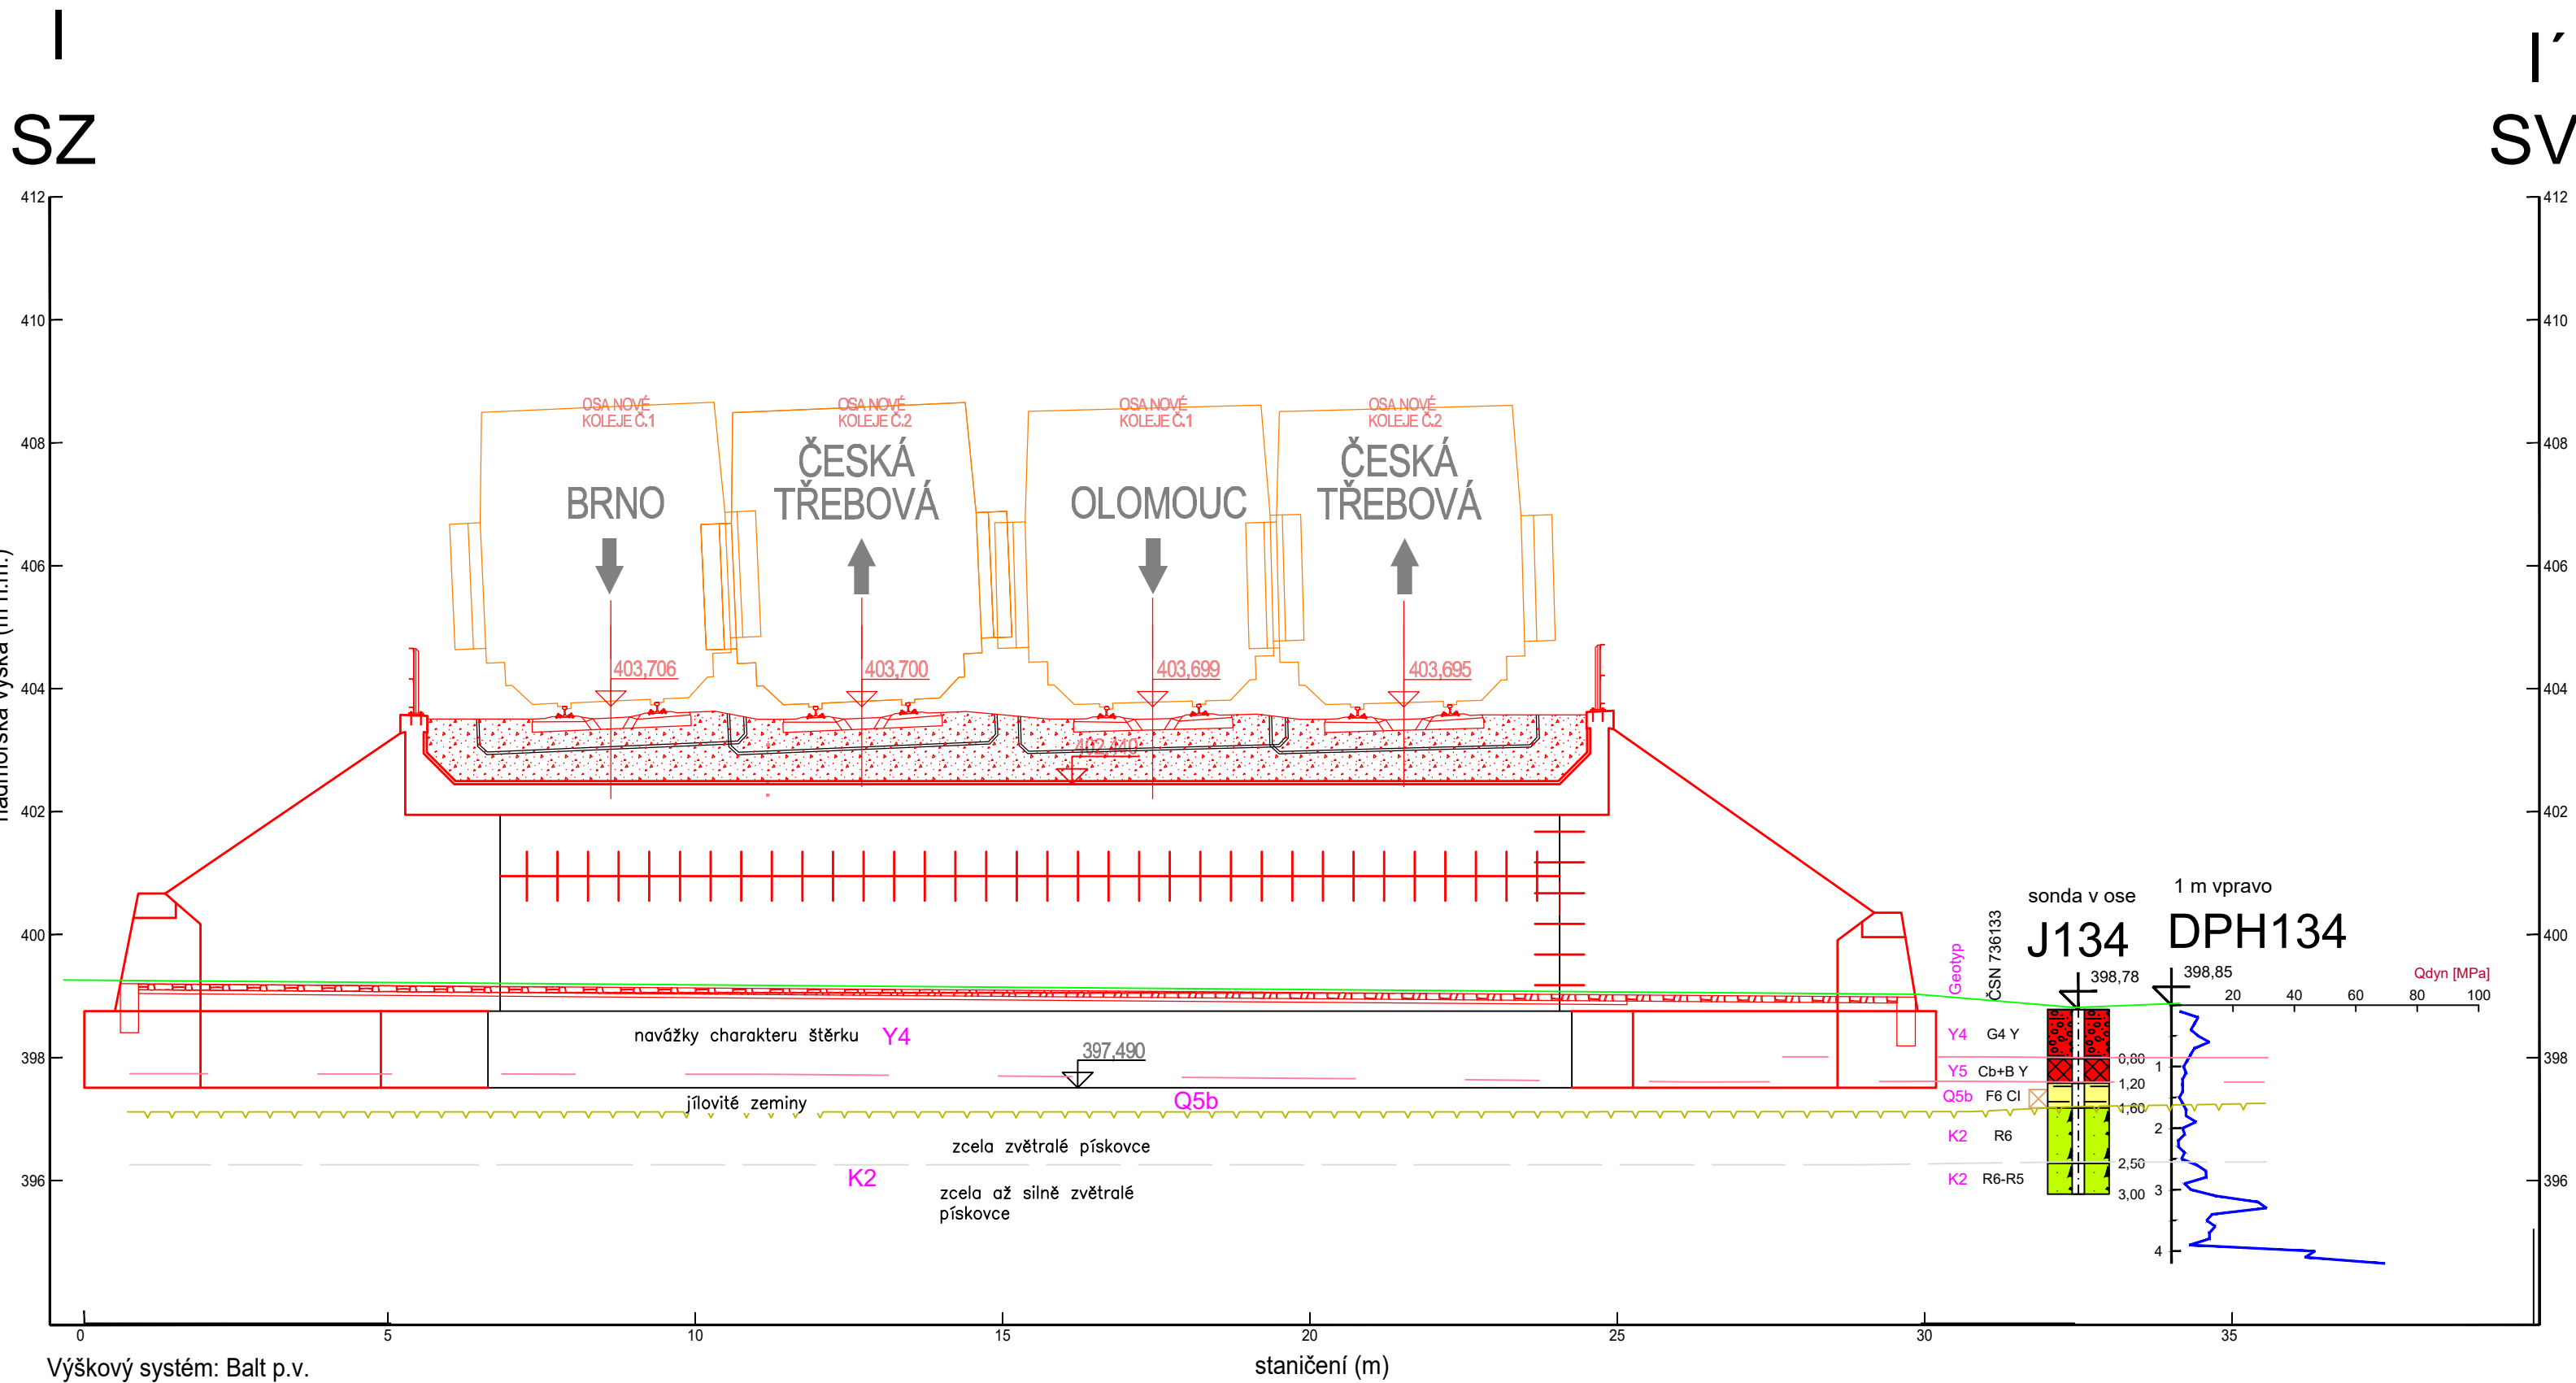 I
I´
SZ
SV
412
412
410
410
408
408
406
406
404
404
402
402
400
400
398
398
396
396
nadmořská výška (m n.m.)
OSA NOVÉ
KOLEJE Č.1
OSA NOVÉ
KOLEJE Č.2
OSA NOVÉ
KOLEJE Č.1
OSA NOVÉ
KOLEJE Č.2
BRNO
ČESKÁ
TŘEBOVÁ
OLOMOUC
ČESKÁ
TŘEBOVÁ
403,706
403,700
403,699
403,695
402,440
sonda v ose
1 m vpravo
J134
DPH134
Geotyp
ČSN 736133
398,78
398,85
Qdyn [MPa]
20 40 60 80 100
navážky charakteru štěrku Y4
397,490
jílovité zeminy
Q5b
zcela zvětralé pískovce
K2
zcela až silně zvětralé
pískovce
Y4 G4 Y
0,80
Y5 Cb+B Y
1,20
Q5b F6 CI
1,60
K2 R6
2,50
K2 R6-R5
3,00
1
2
3
4
0 5 10 15 20 25 30 35
Výškový systém: Balt p.v.
staničení (m)